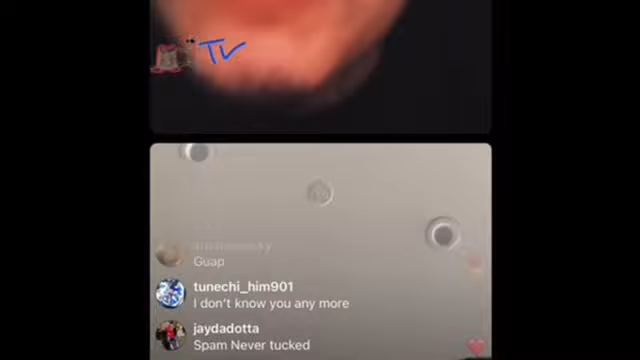 TV
Guap
tunechi_him901
I don't know you any more
jaydadotta
Spam Never tucked